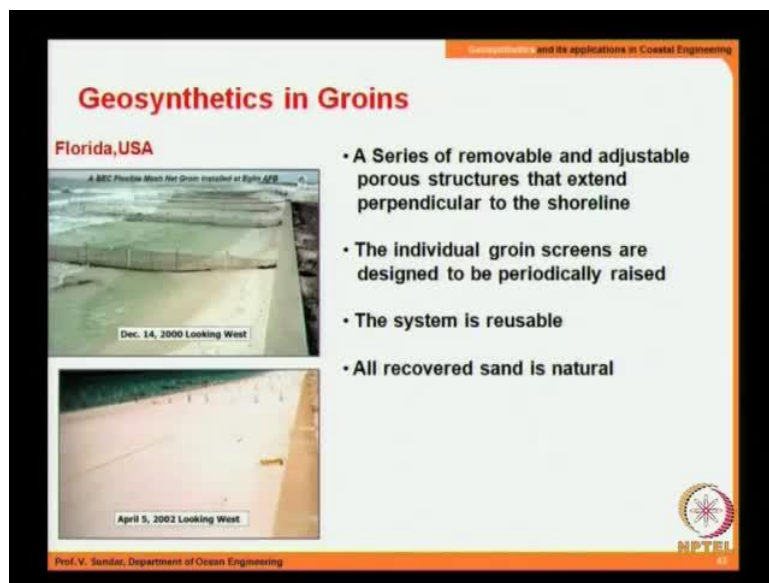 Geosynthetics and its applications in Coastal Engineering
Geosynthetics in Groins
Florida,USA
A BEC Flexible Mesh Net Groin Installed at Eglin AFB
Dec. 14, 2000 Looking West
April 5, 2002 Looking West
• A Series of removable and adjustable
porous structures that extend
perpendicular to the shoreline
• The individual groin screens are
designed to be periodically raised
• The system is reusable
• All recovered sand is natural
NPTEL
Prof. V. Sundar, Department of Ocean Engineering